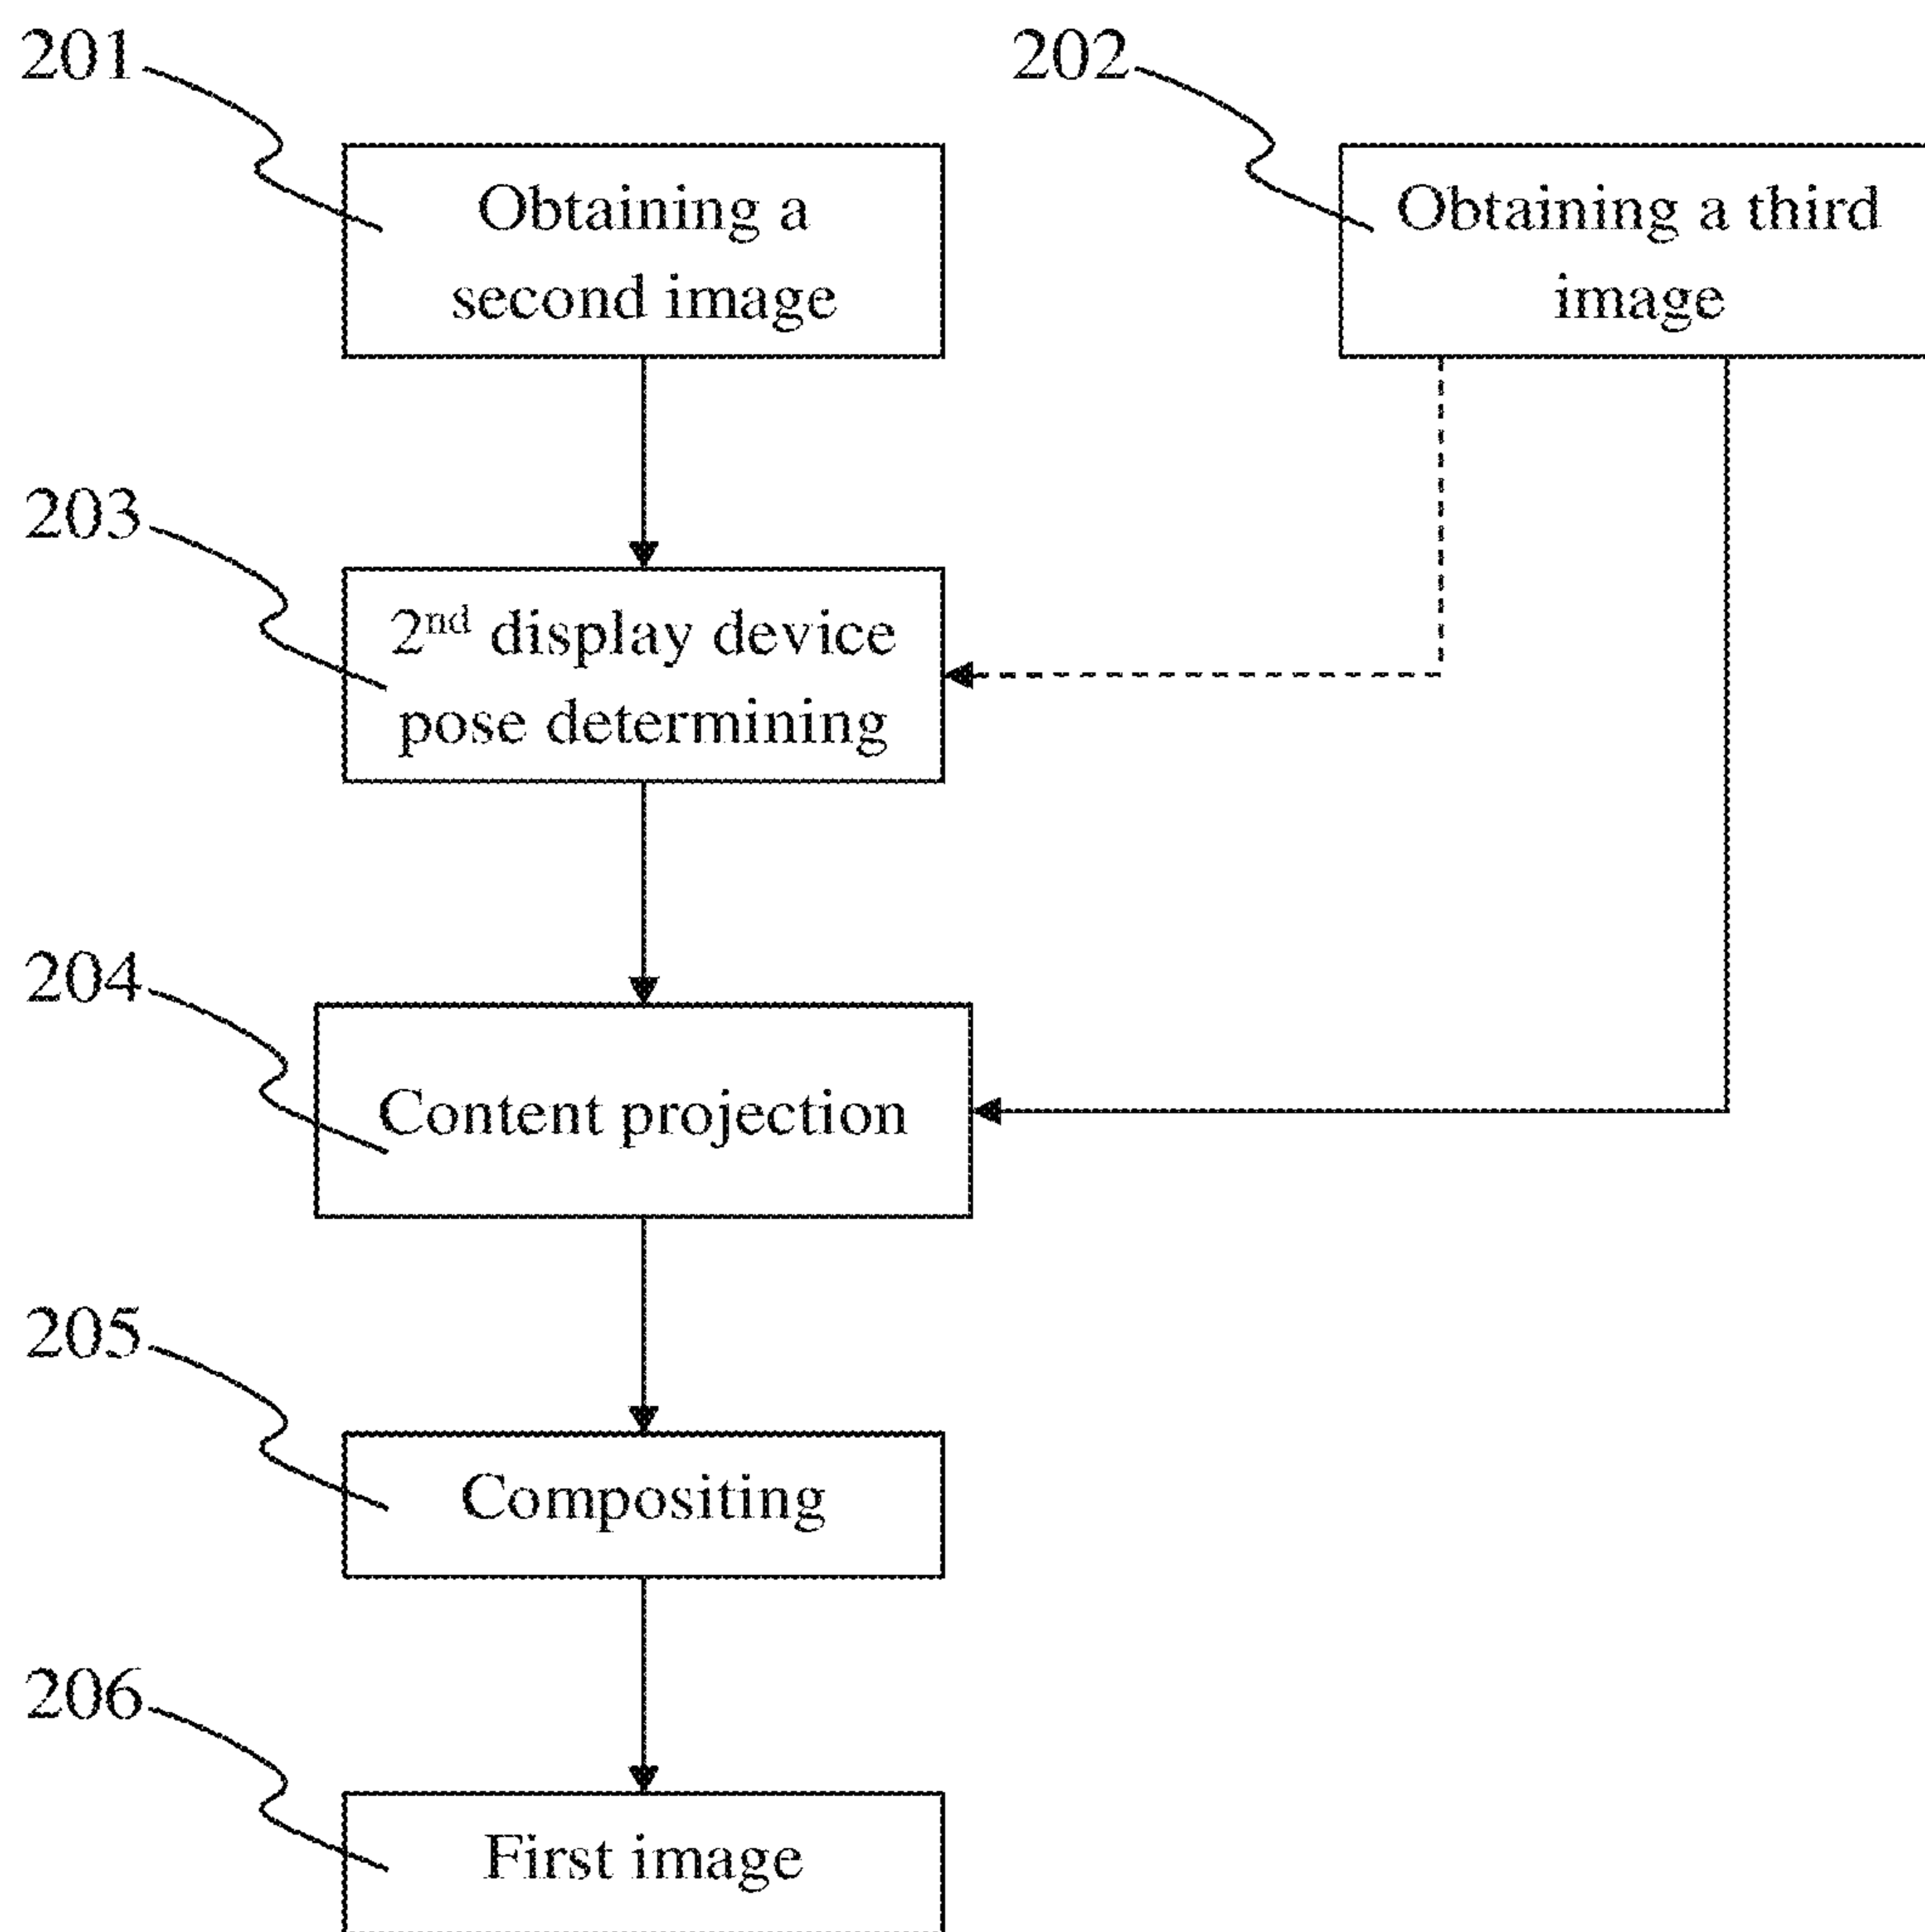 201
202
Obtaining a
second image
Obtaining a third
image
203
2nd display device
pose determining
204
Content projection
205
Compositing
206
First image